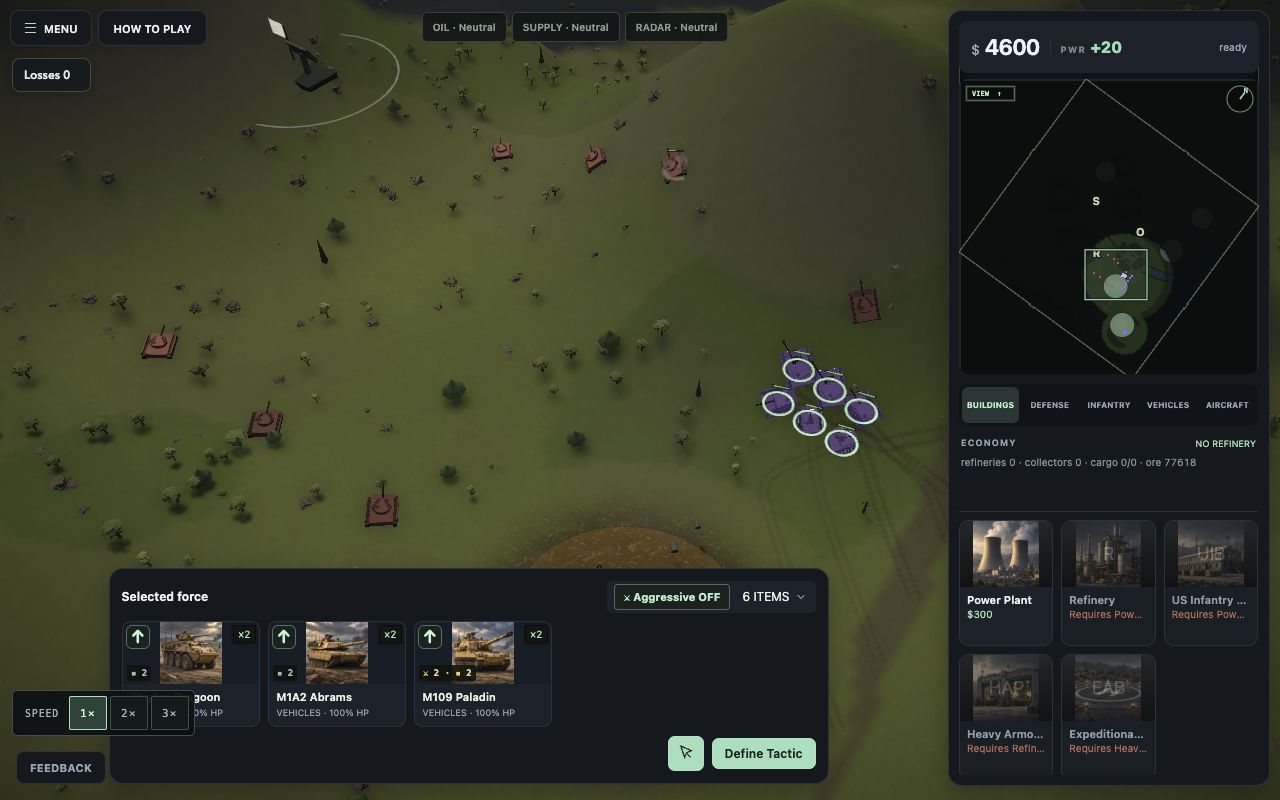 MENU
HOW TO PLAY
OIL · Neutral
SUPPLY · Neutral
RADAR · Neutral
Losses 0
$ 4600
PWR +20
ready
VIEW ↑
N
S
O
R
BUILDINGS
DEFENSE
INFANTRY
VEHICLES
AIRCRAFT
ECONOMY
NO REFINERY
refineries 0 · collectors 0 · cargo 0/0 · ore 77618
Power Plant
$300
R
Refinery
Requires Pow...
UIB
US Infantry ...
Requires Pow...
HAP
Heavy Armo...
Requires Refin...
EAB
Expeditiona...
Requires Heav...
Selected force
× Aggressive OFF
6 ITEMS
×2
■ 2
goon
0% HP
×2
■ 2
M1A2 Abrams
VEHICLES · 100% HP
×2
× 2 · ■ 2
M109 Paladin
VEHICLES · 100% HP
Define Tactic
SPEED
1×
2×
3×
FEEDBACK